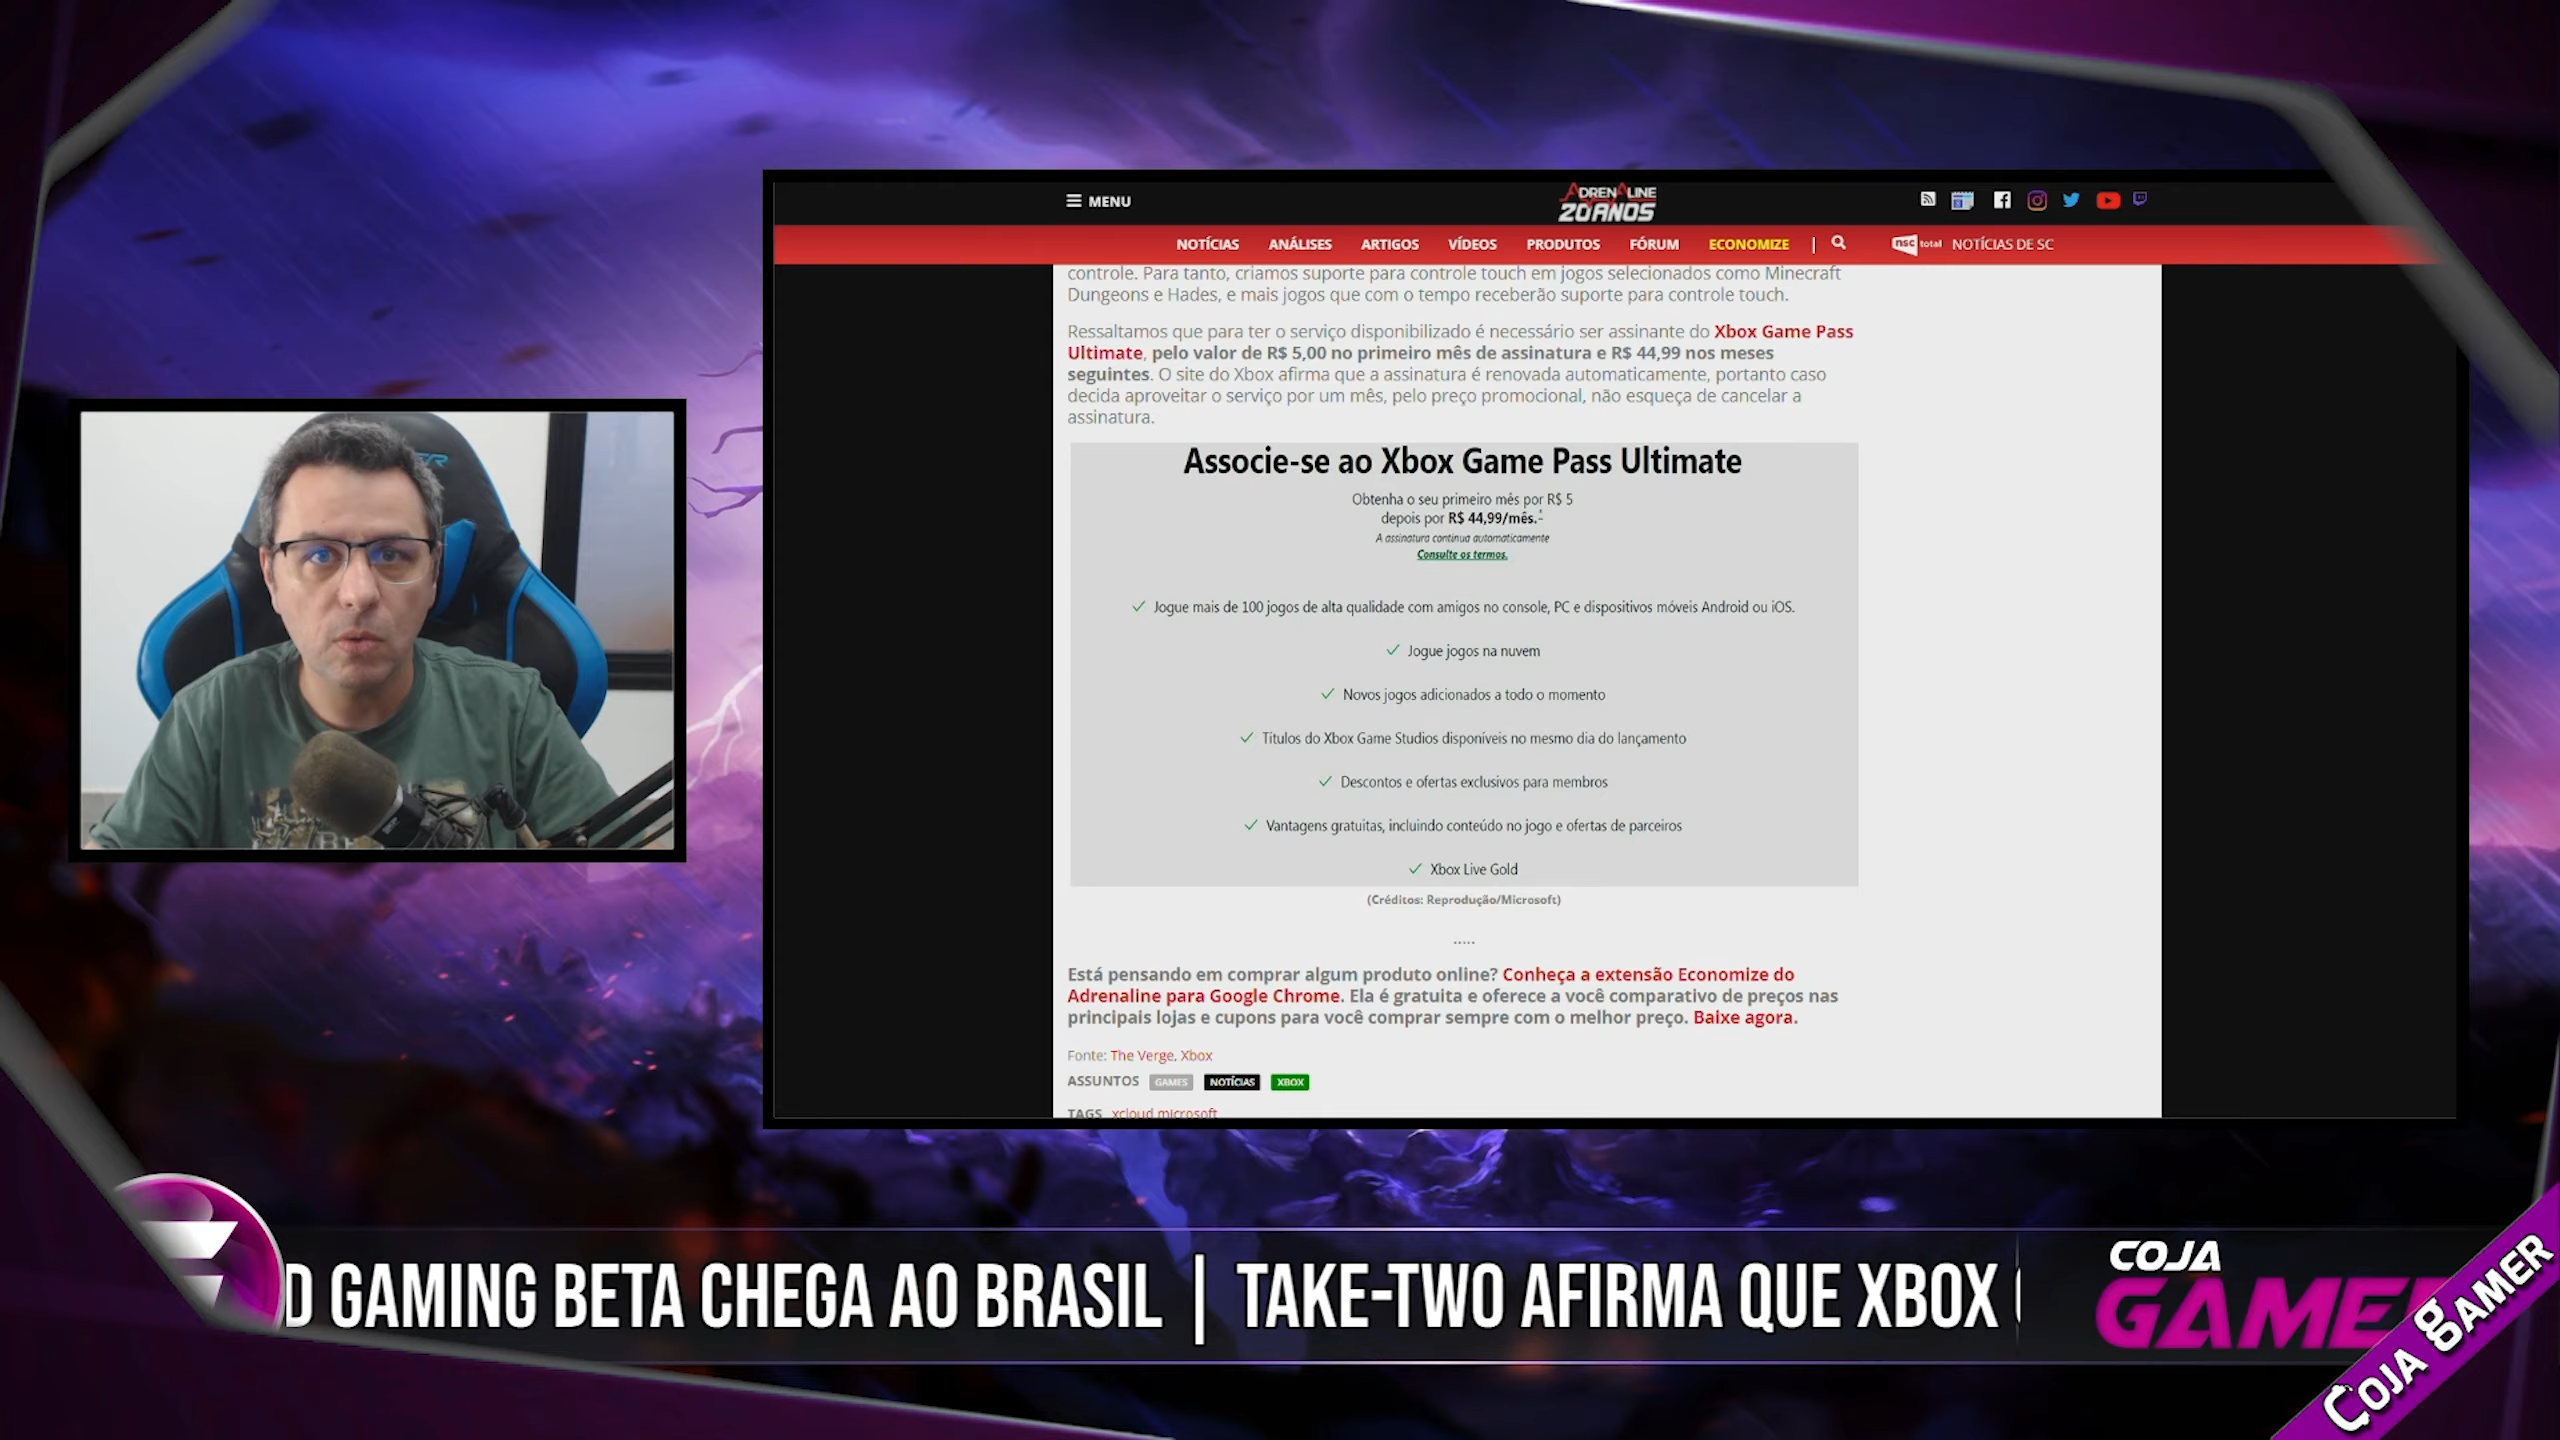 MENU
ADRENALINE
20 ANOS
NOTÍCIAS ANÁLISES ARTIGOS VÍDEOS PRODUTOS FÓRUM ECONOMIZE | nsc total NOTÍCIAS DE SC
controle. Para tanto, criamos suporte para controle touch em jogos selecionados como Minecraft
Dungeons e Hades, e mais jogos que com o tempo receberão suporte para controle touch.
Ressaltamos que para ter o serviço disponibilizado é necessário ser assinante do Xbox Game Pass
Ultimate, pelo valor de R$ 5,00 no primeiro mês de assinatura e R$ 44,99 nos meses
seguintes. O site do Xbox afirma que a assinatura é renovada automaticamente, portanto caso
decida aproveitar o serviço por um mês, pelo preço promocional, não esqueça de cancelar a
assinatura.
Associe-se ao Xbox Game Pass Ultimate
Obtenha o seu primeiro mês por R$ 5
depois por R$ 44,99/mês.*
A assinatura continua automaticamente
Consulte os termos.
Jogue mais de 100 jogos de alta qualidade com amigos no console, PC e dispositivos móveis Android ou iOS.
Jogue jogos na nuvem
Novos jogos adicionados a todo o momento
Títulos do Xbox Game Studios disponíveis no mesmo dia do lançamento
Descontos e ofertas exclusivos para membros
Vantagens gratuitas, incluindo conteúdo no jogo e ofertas de parceiros
Xbox Live Gold
(Créditos: Reprodução/Microsoft)
.....
Está pensando em comprar algum produto online? Conheça a extensão Economize do
Adrenaline para Google Chrome. Ela é gratuita e oferece a você comparativo de preços nas
principais lojas e cupons para você comprar sempre com o melhor preço. Baixe agora.
Fonte: The Verge, Xbox
ASSUNTOS GAMES NOTÍCIAS XBOX
TAGS xcloud microsoft
D GAMING BETA CHEGA AO BRASIL | TAKE-TWO AFIRMA QUE XBOX
COJA
GAME
COJA GAMER